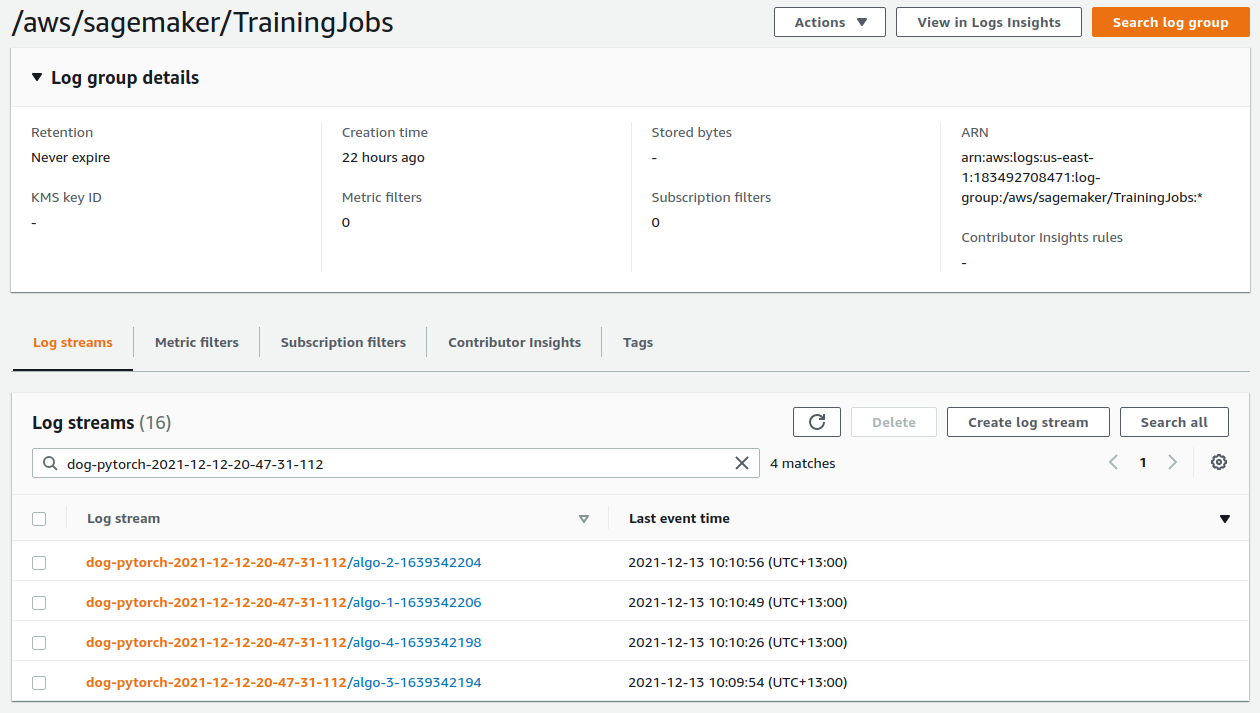 /aws/sagemaker/TrainingJobs
Actions
View in Logs Insights
Search log group
Log group details
Retention
Never expire
KMS key ID
-
Creation time
22 hours ago
Metric filters
0
Stored bytes
-
Subscription filters
0
ARN
arn:aws:logs:us-east-
1:183492708471:log-
group:/aws/sagemaker/TrainingJobs:*
Contributor Insights rules
-
Log streams
Metric filters
Subscription filters
Contributor Insights
Tags
Log streams (16)
Delete
Create log stream
Search all
dog-pytorch-2021-12-12-20-47-31-112
4 matches
1
Log stream
Last event time
dog-pytorch-2021-12-12-20-47-31-112/algo-2-1639342204 2021-12-13 10:10:56 (UTC+13:00)
dog-pytorch-2021-12-12-20-47-31-112/algo-1-1639342206 2021-12-13 10:10:49 (UTC+13:00)
dog-pytorch-2021-12-12-20-47-31-112/algo-4-1639342198 2021-12-13 10:10:26 (UTC+13:00)
dog-pytorch-2021-12-12-20-47-31-112/algo-3-1639342194 2021-12-13 10:09:54 (UTC+13:00)